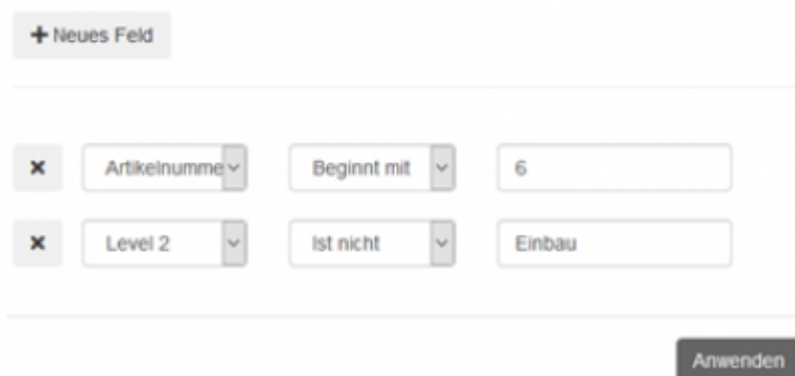 + Neues Feld
× Artikelnumme Beginnt mit 6
× Level 2 Ist nicht Einbau
Anwenden